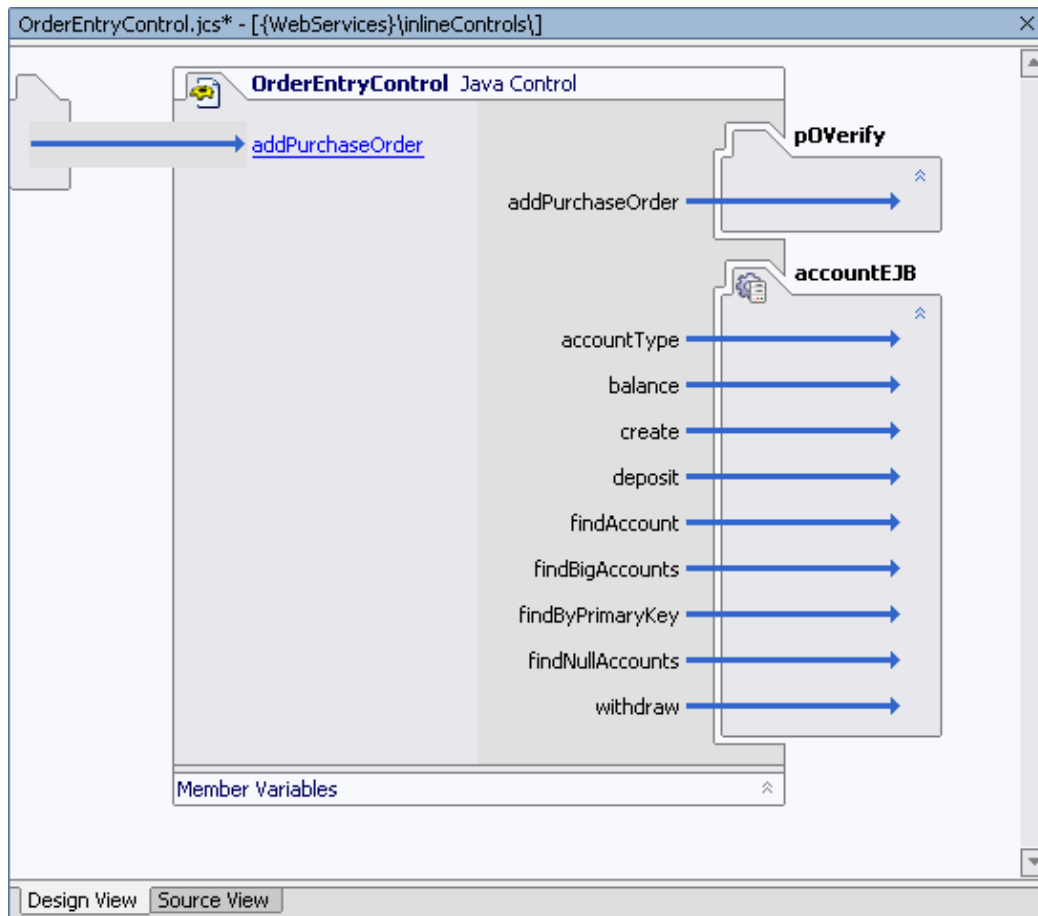 OrderEntryControl.jcs* - [{WebServices}\inlineControls\]
OrderEntryControl Java Control
addPurchaseOrder
pOVerify
addPurchaseOrder
accountEJB
accountType
balance
create
deposit
findAccount
findBigAccounts
findByPrimaryKey
findNullAccounts
withdraw
Member Variables
Design View Source View